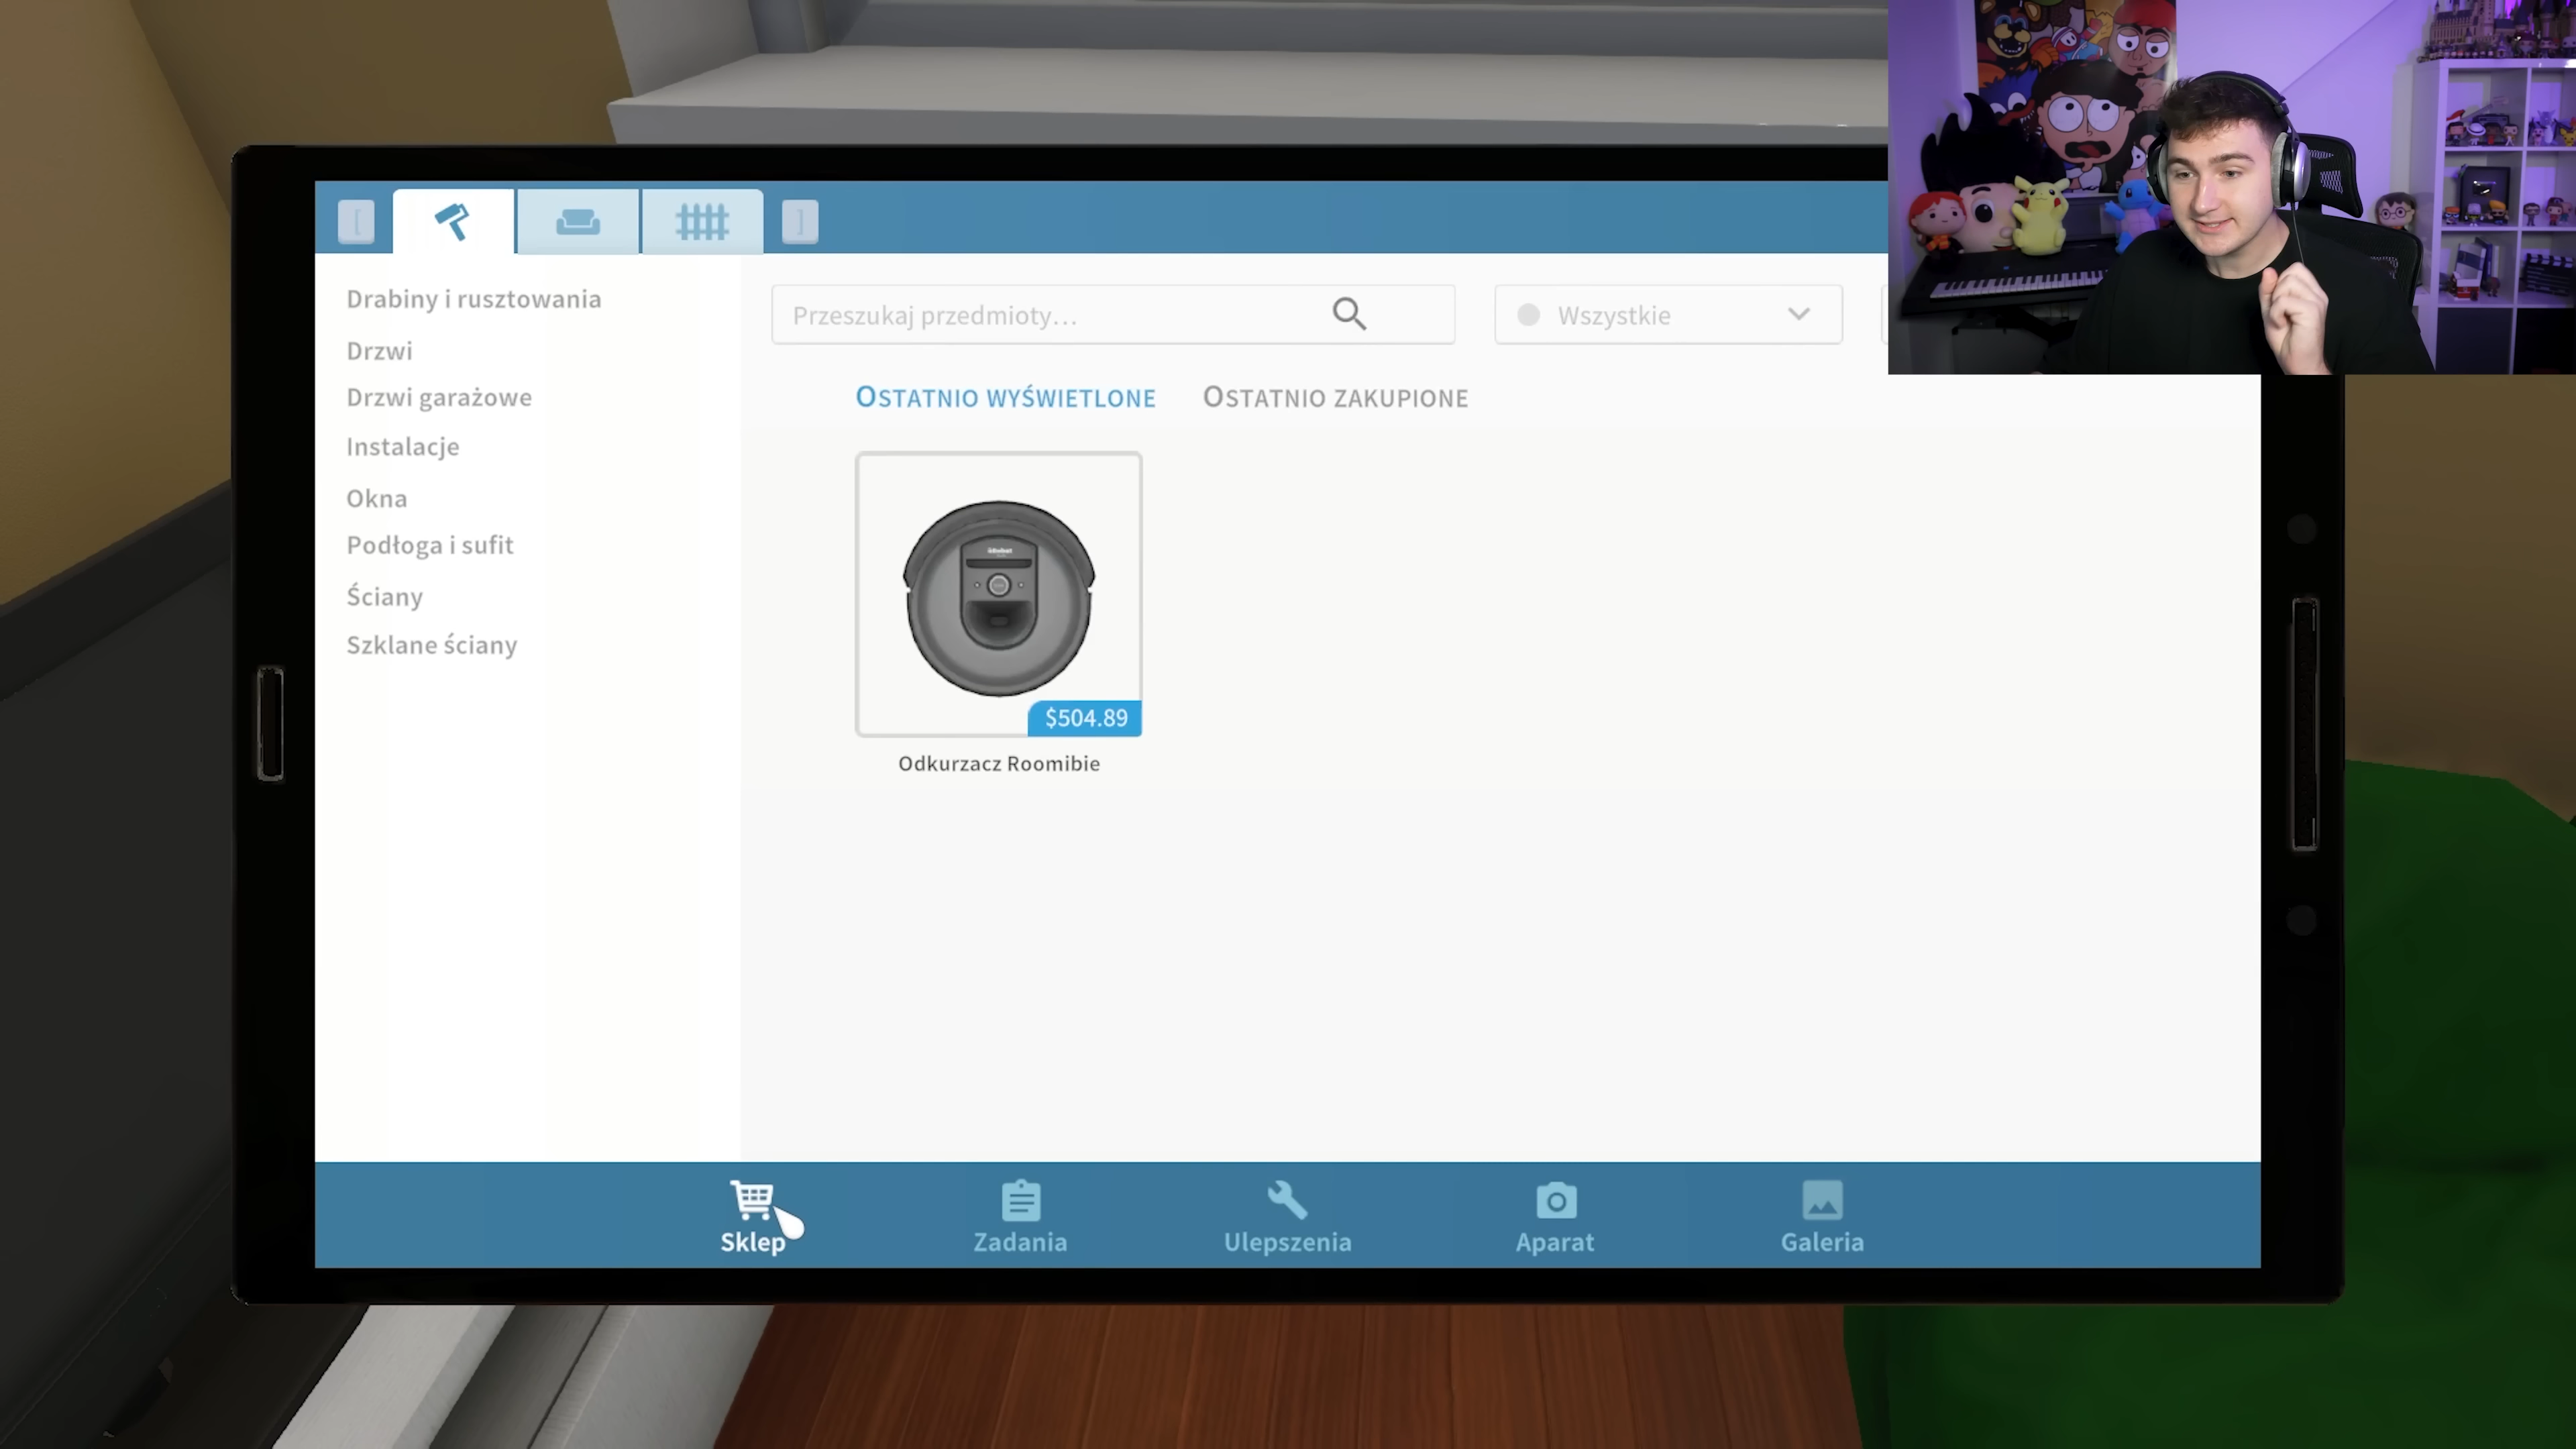 [
]
Drabiny i rusztowania
Drzwi
Drzwi garażowe
Instalacje
Okna
Podłoga i sufit
Ściany
Szklane ściany
Przeszukaj przedmioty...
Wszystkie
OSTATNIO WYŚWIETLONE
OSTATNIO ZAKUPIONE
$504.89
Odkurzacz Roomibie
Sklep
Zadania
Ulepszenia
Aparat
Galeria